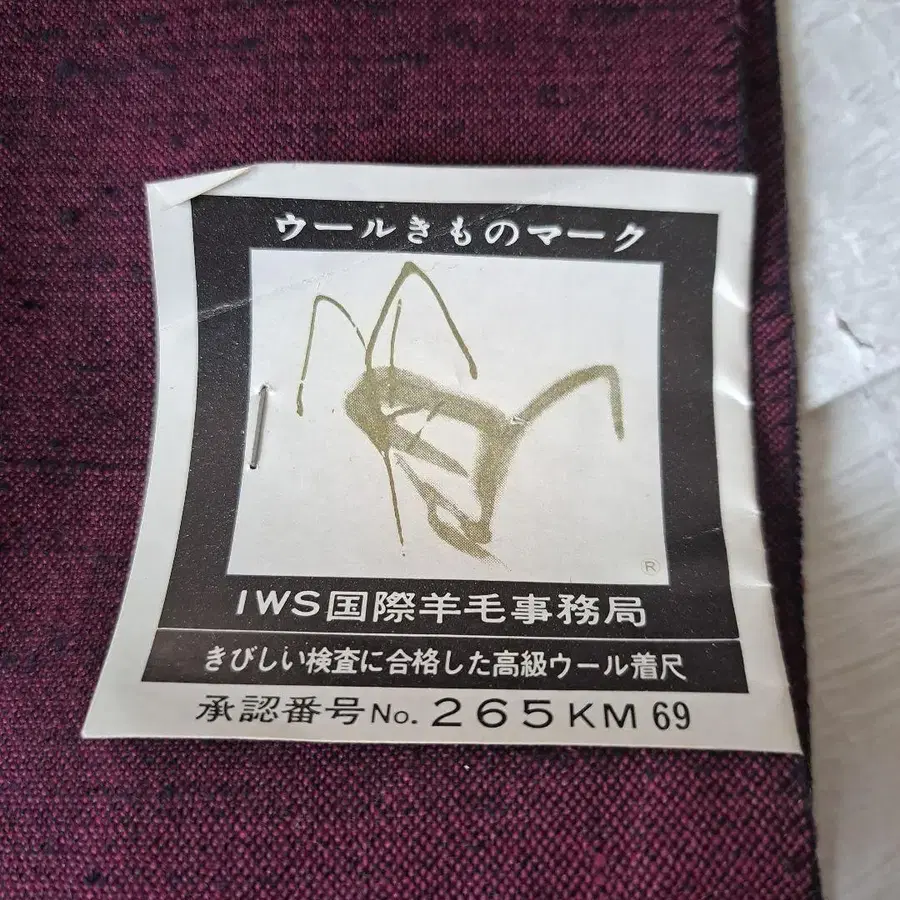 ウールきものマーク
®
IWS国際羊毛事務局
きびしい検査に合格した高級ウール着尺
承認番号No. 265KM 69